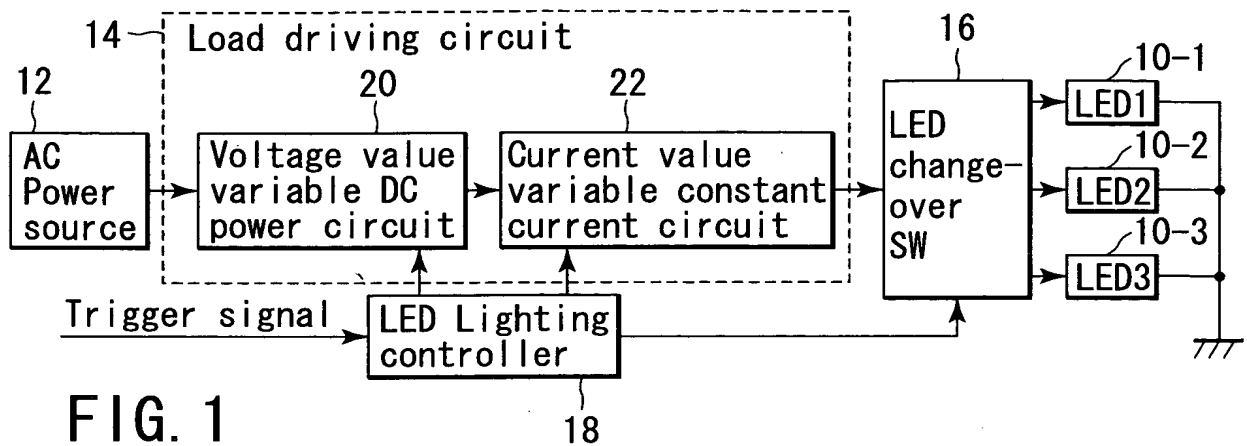 14
Load driving circuit
12
20
22
16
10-1
AC
Power
source
Voltage value
variable DC
power circuit
Current value
variable constant
current circuit
LED
change-
over
SW
LED1
10-2
LED2
10-3
LED3
Trigger signal
LED Lighting
controller
18
FIG. 1